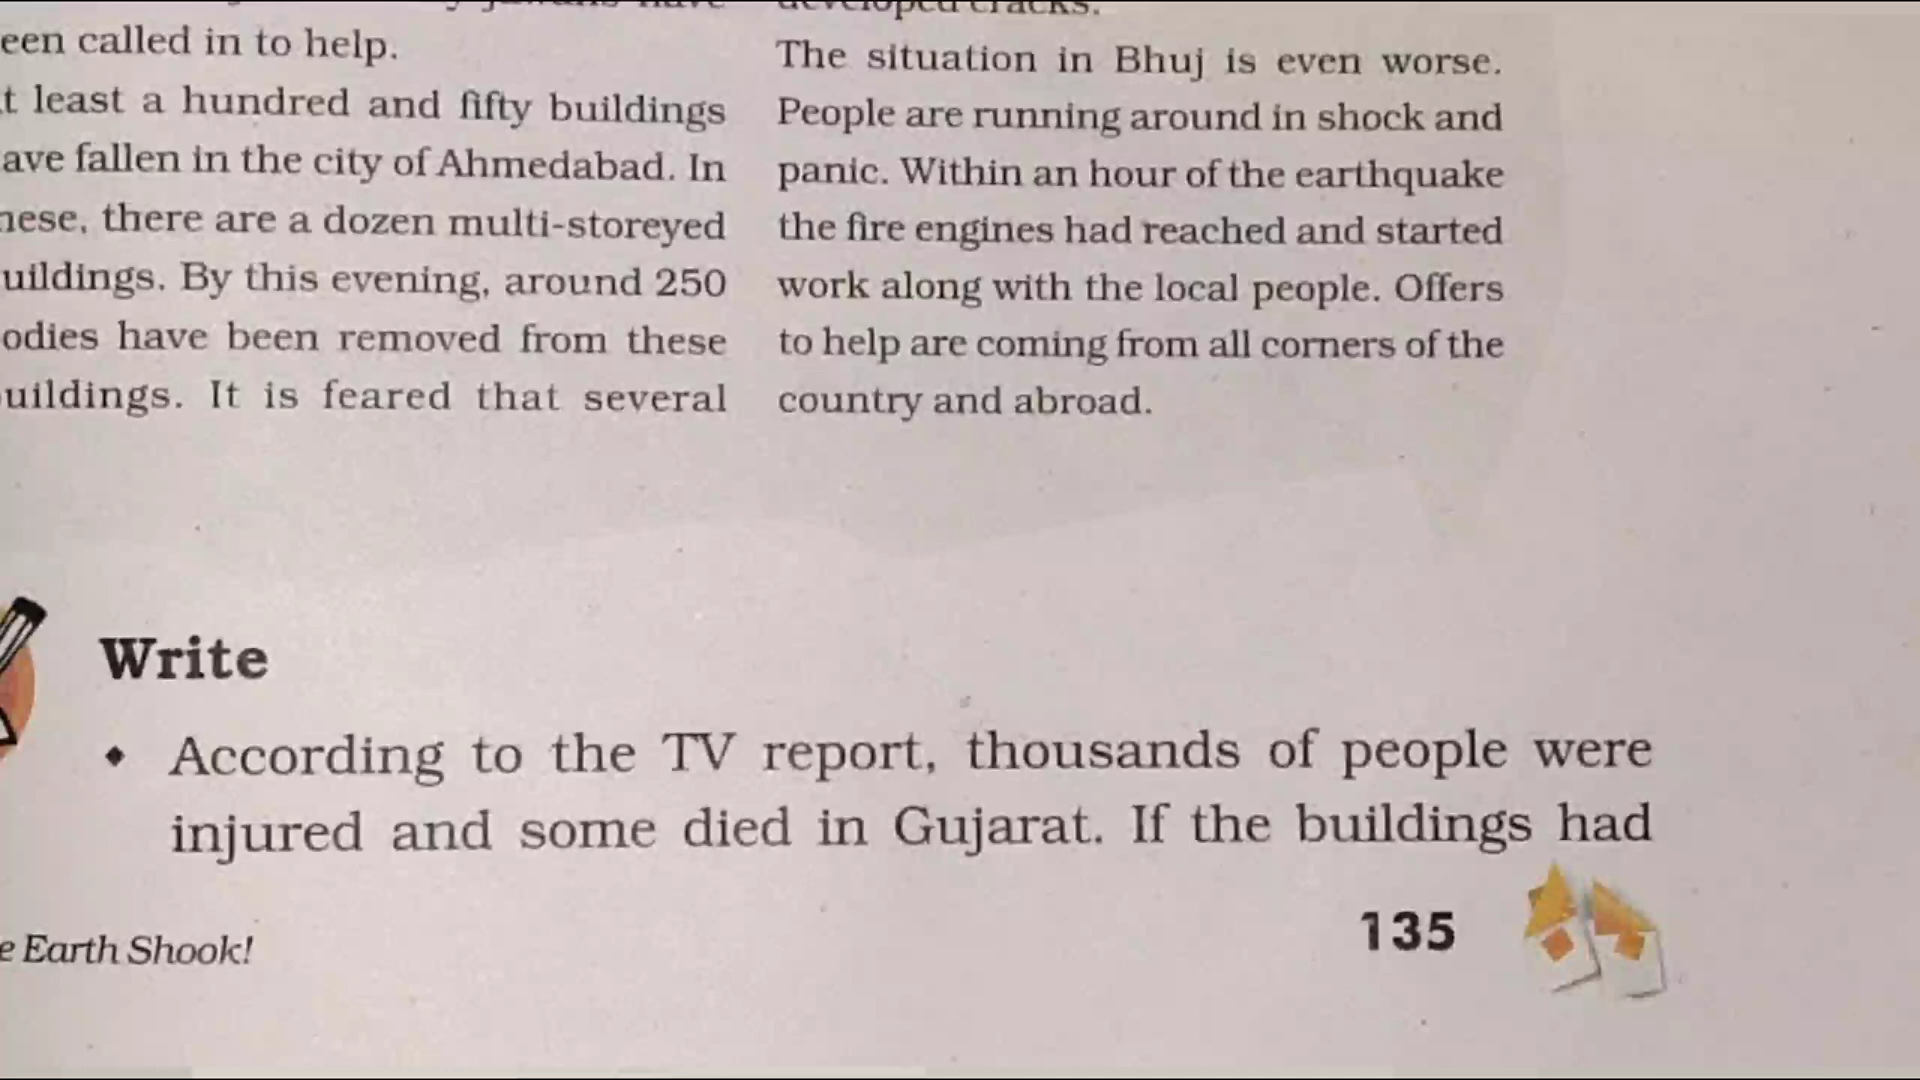 een called in to help.
t least a hundred and fifty buildings
ave fallen in the city of Ahmedabad. In
hese, there are a dozen multi-storeyed
uildings. By this evening, around 250
odies have been removed from these
uildings. It is feared that several
developed cracks.
The situation in Bhuj is even worse.
People are running around in shock and
panic. Within an hour of the earthquake
the fire engines had reached and started
work along with the local people. Offers
to help are coming from all corners of the
country and abroad.
Write
• According to the TV report, thousands of people were
injured and some died in Gujarat. If the buildings had
e Earth Shook!
135